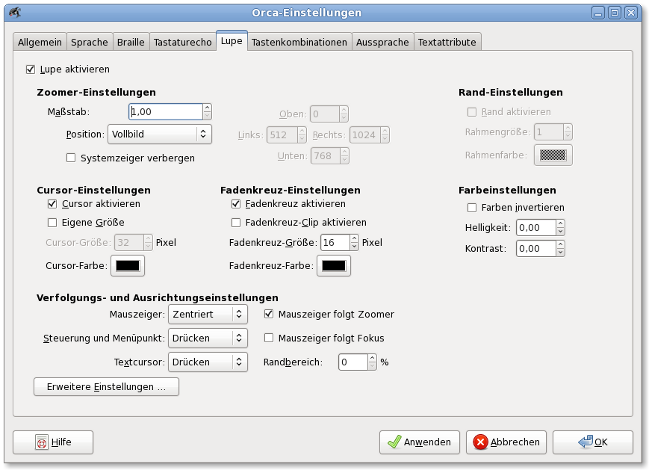 Orca-Einstellungen
Allgemein Sprache Braille Tastaturecho Lupe Tastenkombinationen Aussprache Textattribute
Lupe aktivieren
Zoomer-Einstellungen Rand-Einstellungen
Maßstab: 1,00 Oben: 0 Rand aktivieren
Position: Vollbild Links: 512 Rechts: 1024 Rahmengröße: 1
Systemzeiger verbergen Unten: 768 Rahmenfarbe:
Cursor-Einstellungen Fadenkreuz-Einstellungen Farbeinstellungen
Cursor aktivieren Fadenkreuz aktivieren Farben invertieren
Eigene Größe Fadenkreuz-Clip aktivieren Helligkeit: 0,00
Cursor-Größe: 32 Pixel Fadenkreuz-Größe: 16 Pixel Kontrast: 0,00
Cursor-Farbe: Fadenkreuz-Farbe:
Verfolgungs- und Ausrichtungseinstellungen
Mauszeiger: Zentriert Mauszeiger folgt Zoomer
Steuerung und Menüpunkt: Drücken Mauszeiger folgt Fokus
Textcursor: Drücken Randbereich: 0 %
Erweitere Einstellungen ...
Hilfe Anwenden Abbrechen OK